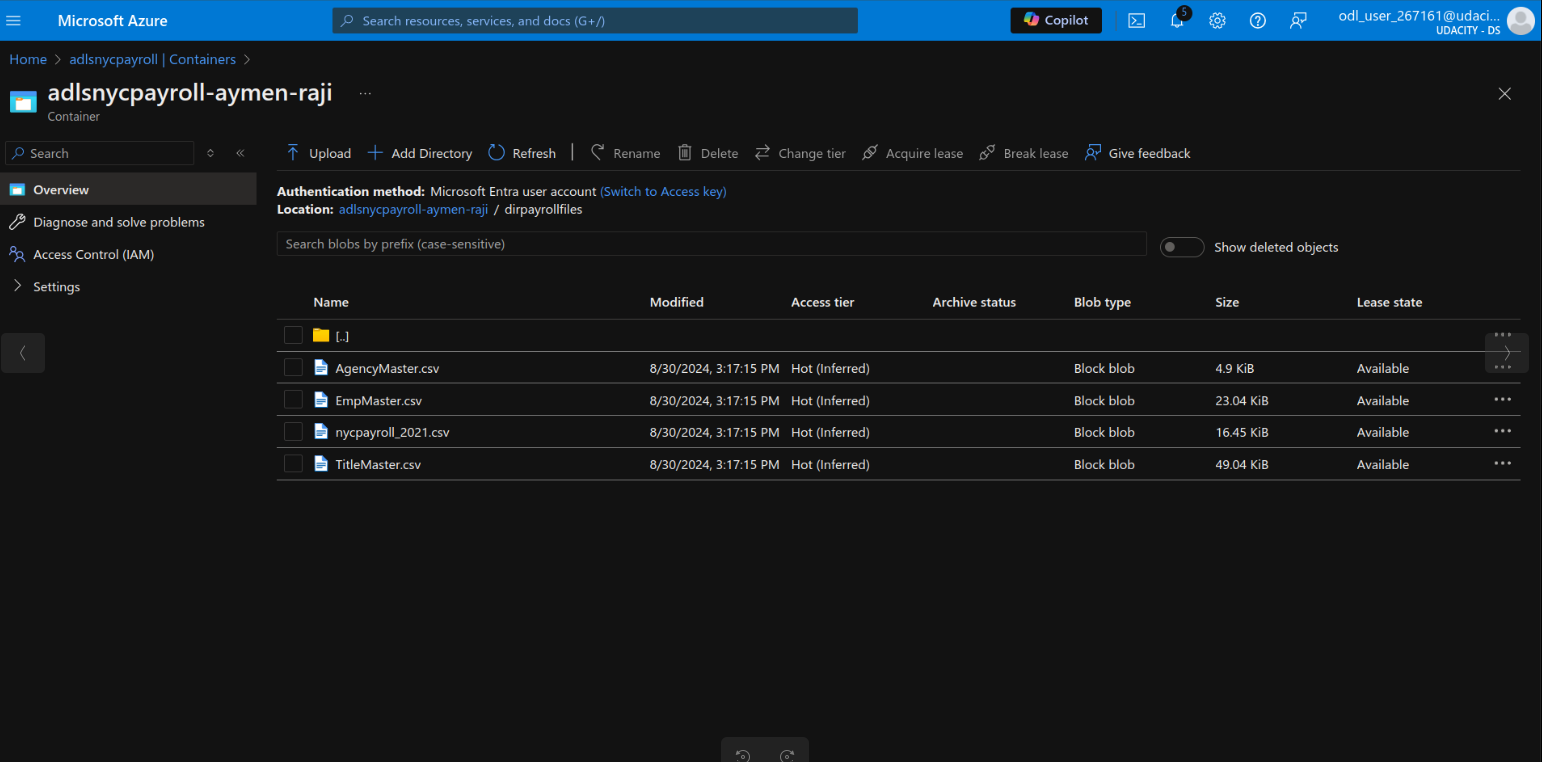 Microsoft Azure
Search resources, services, and docs (G+/)
Copilot
5
odl_user_267161@udaci...
UDACITY - DS
Home > adlsnycpayroll | Containers >
adlsnycpayroll-aymen-raji ...
Container
Search
Upload Add Directory Refresh | Rename Delete Change tier Acquire lease Break lease Give feedback
Overview
Diagnose and solve problems
Access Control (IAM)
Settings
Authentication method: Microsoft Entra user account (Switch to Access key)
Location: adlsnycpayroll-aymen-raji / dirpayrollfiles
Search blobs by prefix (case-sensitive)
Show deleted objects
Name Modified Access tier Archive status Blob type Size Lease state
[..]
AgencyMaster.csv 8/30/2024, 3:17:15 PM Hot (Inferred) Block blob 4.9 KiB Available
EmpMaster.csv 8/30/2024, 3:17:15 PM Hot (Inferred) Block blob 23.04 KiB Available
nycpayroll_2021.csv 8/30/2024, 3:17:15 PM Hot (Inferred) Block blob 16.45 KiB Available
TitleMaster.csv 8/30/2024, 3:17:15 PM Hot (Inferred) Block blob 49.04 KiB Available